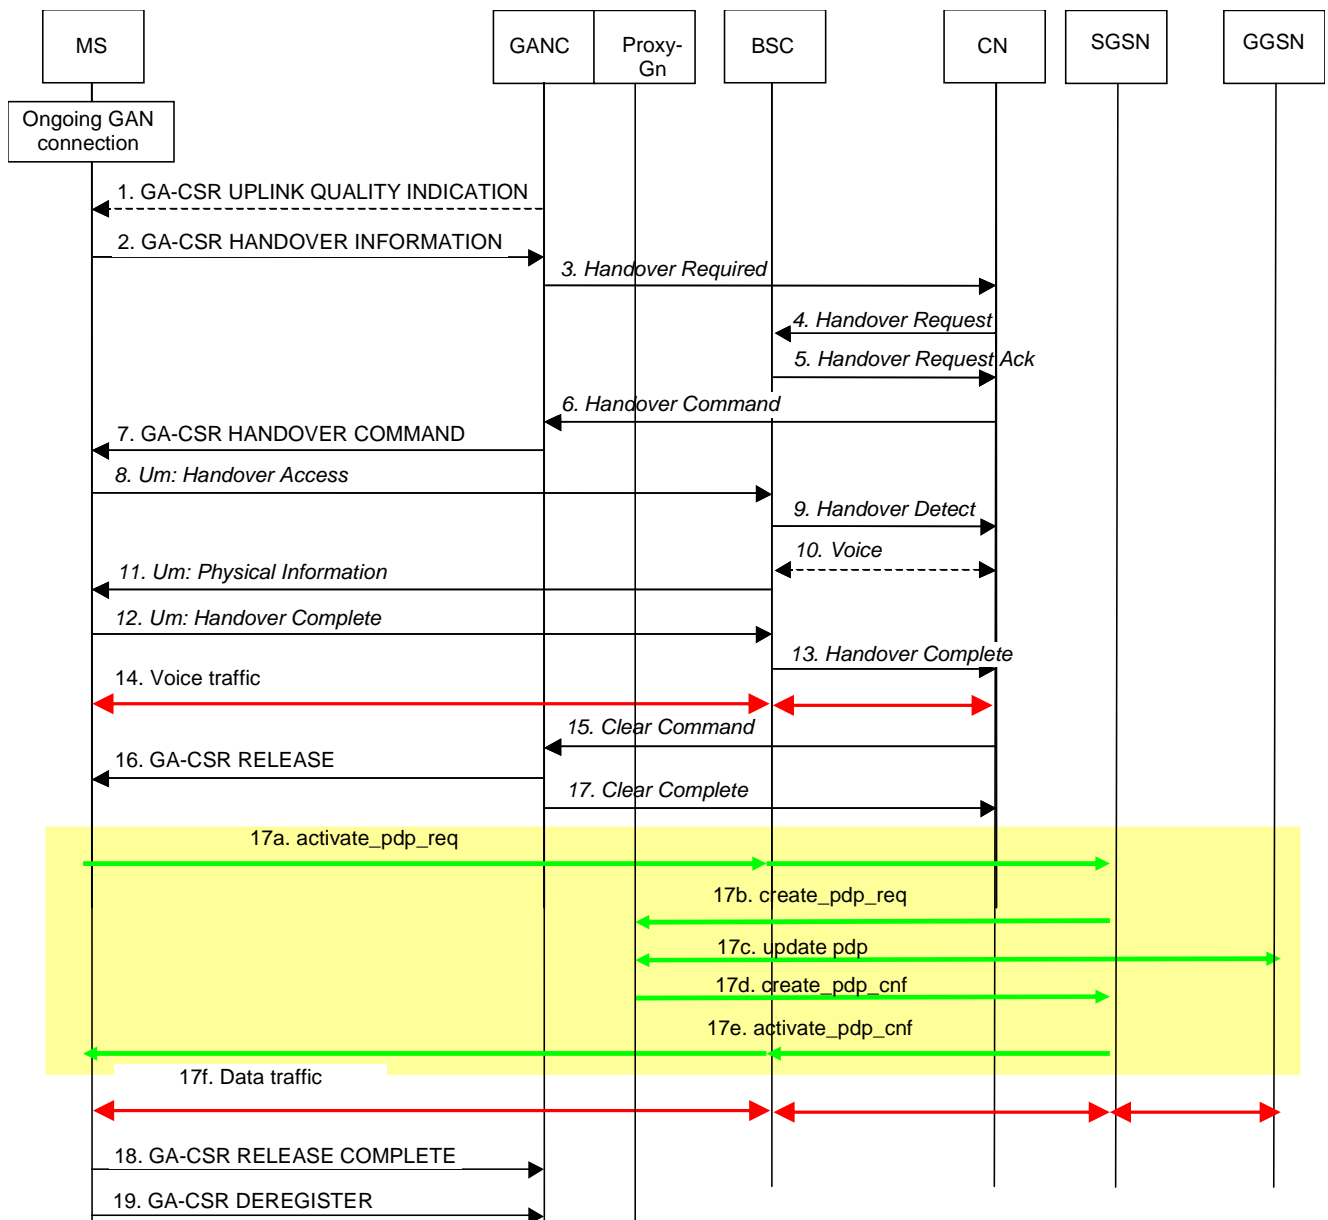 MS
GANC
Proxy-
Gn
BSC
CN
SGSN
GGSN
Ongoing GAN
connection
1. GA-CSR UPLINK QUALITY INDICATION
2. GA-CSR HANDOVER INFORMATION
3. Handover Required
4. Handover Request
5. Handover Request Ack
6. Handover Command
7. GA-CSR HANDOVER COMMAND
8. Um: Handover Access
9. Handover Detect
10. Voice
11. Um: Physical Information
12. Um: Handover Complete
13. Handover Complete
14. Voice traffic
15. Clear Command
16. GA-CSR RELEASE
17. Clear Complete
17a. activate_pdp_req
17b. create_pdp_req
17c. update pdp
17d. create_pdp_cnf
17e. activate_pdp_cnf
17f. Data traffic
18. GA-CSR RELEASE COMPLETE
19. GA-CSR DEREGISTER